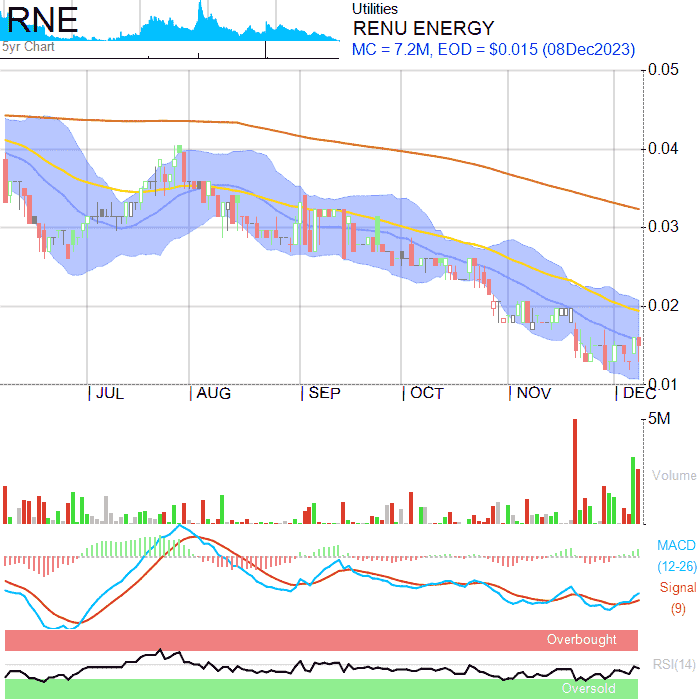 RNE
5yr Chart
Utilities
RENU ENERGY
MC = 7.2M, EOD = $0.015 (08Dec2023)
0.05
0.04
0.03
0.02
0.01
JUL
AUG
SEP
OCT
NOV
DEC
5M
Volume
MACD
(12-26)
Signal
(9)
Overbought
RSI(14)
Oversold